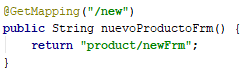 @GetMapping("/new")
public String nuevoProductoFrm() {
    return "product/newFrm";
}